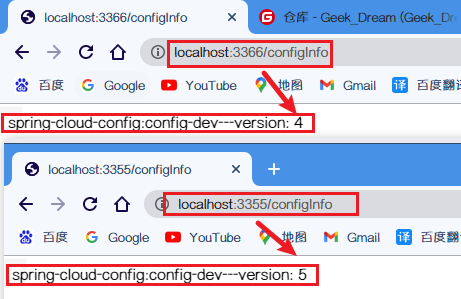 localhost:3366/configInfo
仓库 - Geek_Dream (Geek_Dr
localhost:3366/configInfo
百度 Google YouTube 地图 Gmail 译 百度翻
spring-cloud-config:config-dev---version: 4
localhost:3355/configInfo
localhost:3355/configInfo
百度 Google YouTube 地图 Gmail 译 百度翻
spring-cloud-config:config-dev---version: 5